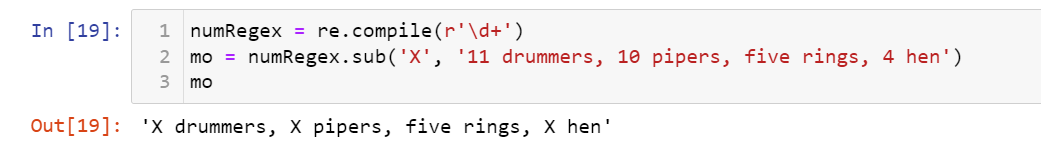 In [19]: 1 numRegex = re.compile(r'\d+')
2 mo = numRegex.sub('X', '11 drummers, 10 pipers, five rings, 4 hen')
3 mo
Out[19]: 'X drummers, X pipers, five rings, X hen'